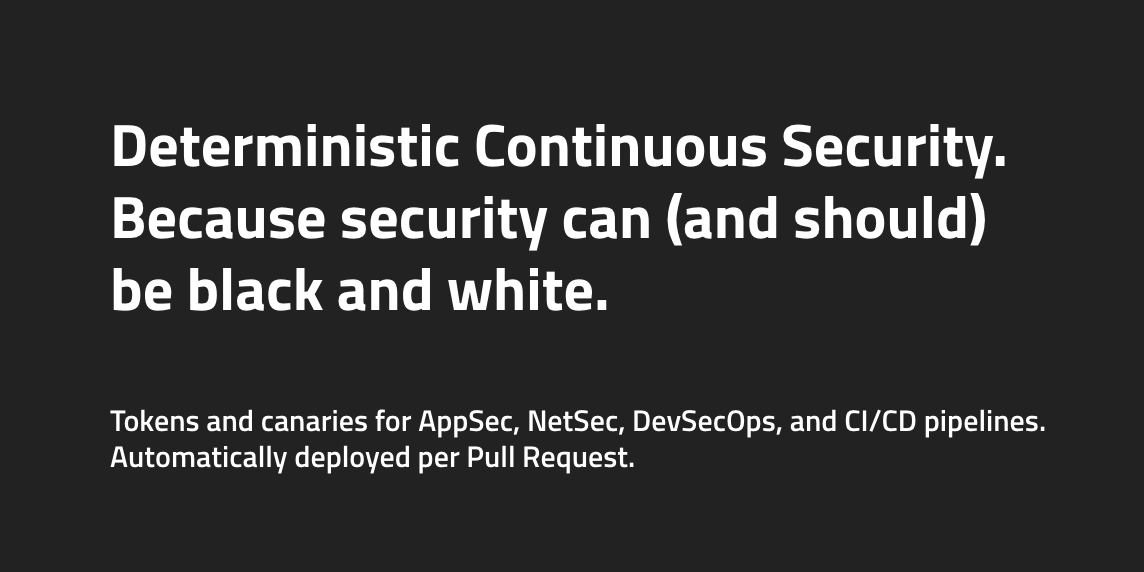 Deterministic Continuous Security.
Because security can (and should)
be black and white.
Tokens and canaries for AppSec, NetSec, DevSecOps, and CI/CD pipelines.
Automatically deployed per Pull Request.